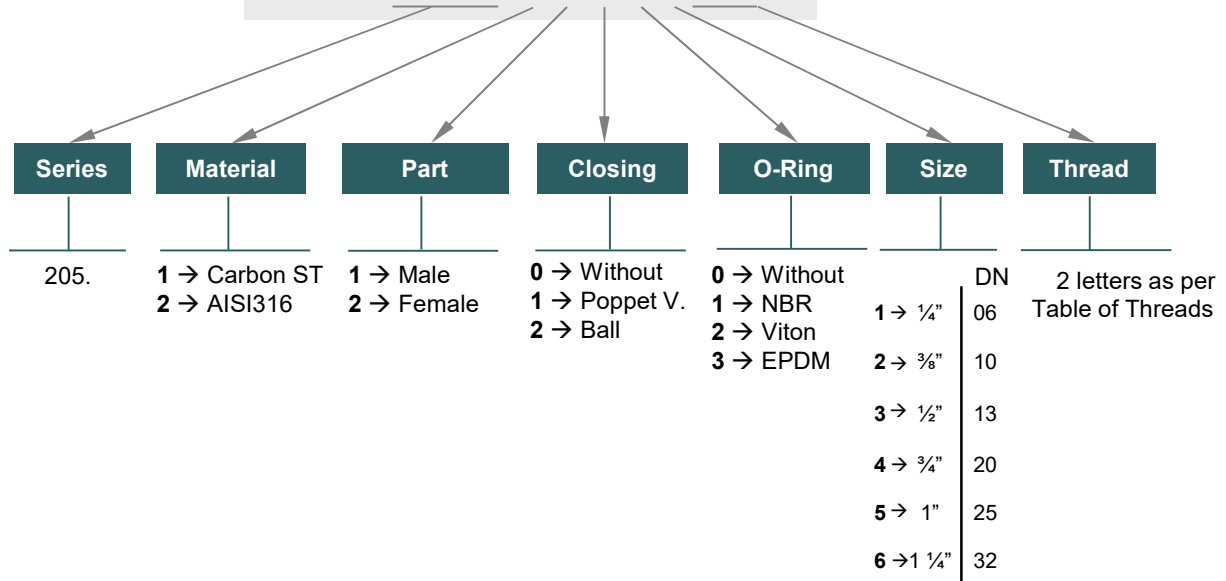 Series
Material
Part
Closing
O-Ring
Size
Thread
205.
1 → Carbon ST
2 → AISI316
1 → Male
2 → Female
0 → Without
1 → Poppet V.
2 → Ball
0 → Without
1 → NBR
2 → Viton
3 → EPDM
DN
1 → ¼” 06
2 → ⅜” 10
3 → ½” 13
4 → ¾” 20
5 → 1” 25
6 →1 ¼” 32
2 letters as per
Table of Threads